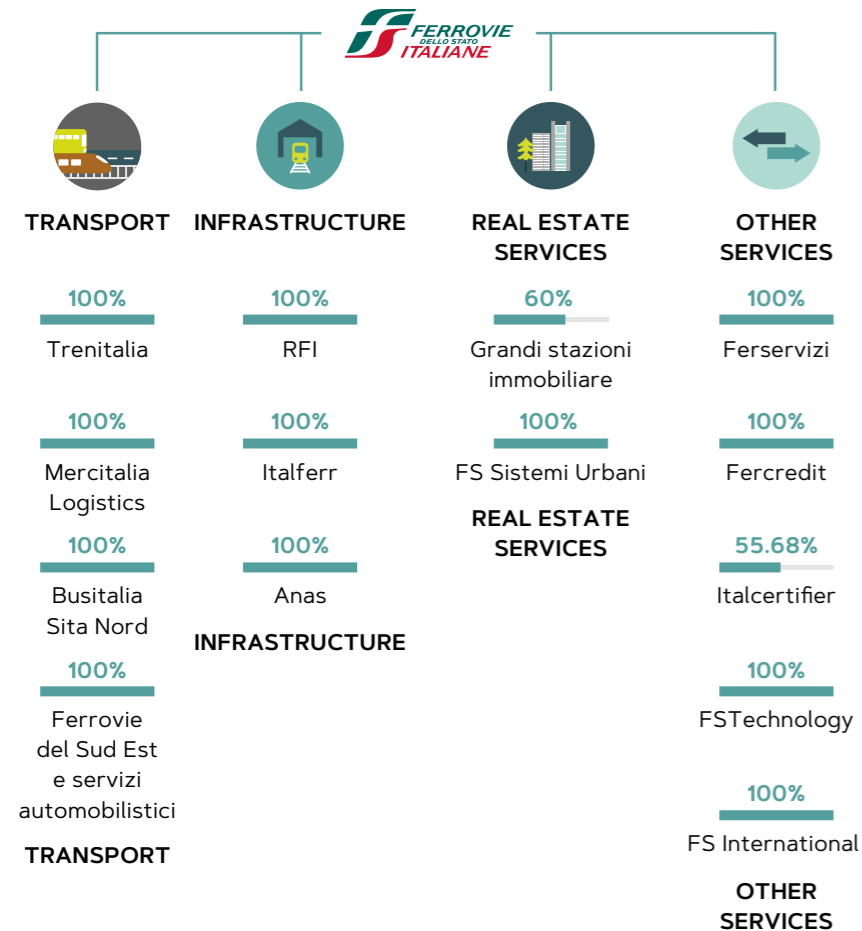 FERROVIE
DELLO STATO
ITALIANE
TRANSPORT
100%
Trenitalia
100%
Mercitalia
Logistics
100%
Busitalia
Sita Nord
100%
Ferrovie
del Sud Est
e servizi
automobilistici
TRANSPORT
INFRASTRUCTURE
100%
RFI
100%
Italferr
100%
Anas
INFRASTRUCTURE
REAL ESTATE
SERVICES
60%
Grandi stazioni
immobiliare
100%
FS Sistemi Urbani
REAL ESTATE
SERVICES
OTHER
SERVICES
100%
Ferservizi
100%
Fercredit
55.68%
Italcertifier
100%
FSTechnology
100%
FS International
OTHER
SERVICES